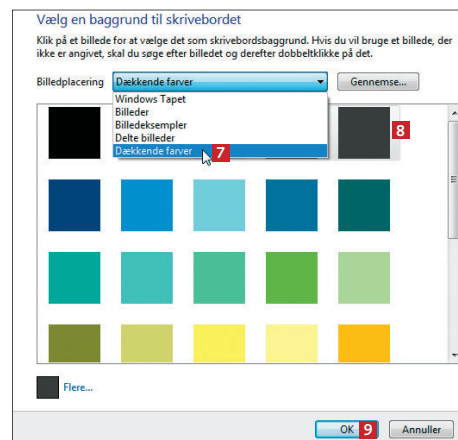 Vælg en baggrund til skrivebordet
Klik på et billede for at vælge det som skrivebordsbaggrund. Hvis du vil bruge et billede, der
ikke er angivet, skal du søge efter billedet og derefter dobbeltklikke på det.
Billedplacering Dækkende farver Gennemse...
Windows Tapet
Billeder
Billedeksempler
Delte billeder
Dækkende farver 7
8
Flere...
OK 9 Annuller